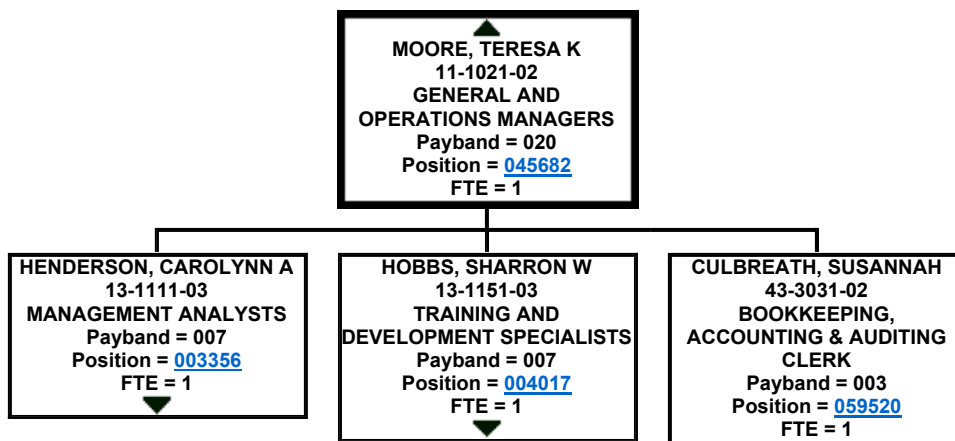 MOORE, TERESA K
11-1021-02
GENERAL AND
OPERATIONS MANAGERS
Payband = 020
Position = 045682
FTE = 1
HENDERSON, CAROLYNN A
13-1111-03
MANAGEMENT ANALYSTS
Payband = 007
Position = 003356
FTE = 1
HOBBS, SHARRON W
13-1151-03
TRAINING AND
DEVELOPMENT SPECIALISTS
Payband = 007
Position = 004017
FTE = 1
CULBREATH, SUSANNAH
43-3031-02
BOOKKEEPING,
ACCOUNTING & AUDITING
CLERK
Payband = 003
Position = 059520
FTE = 1